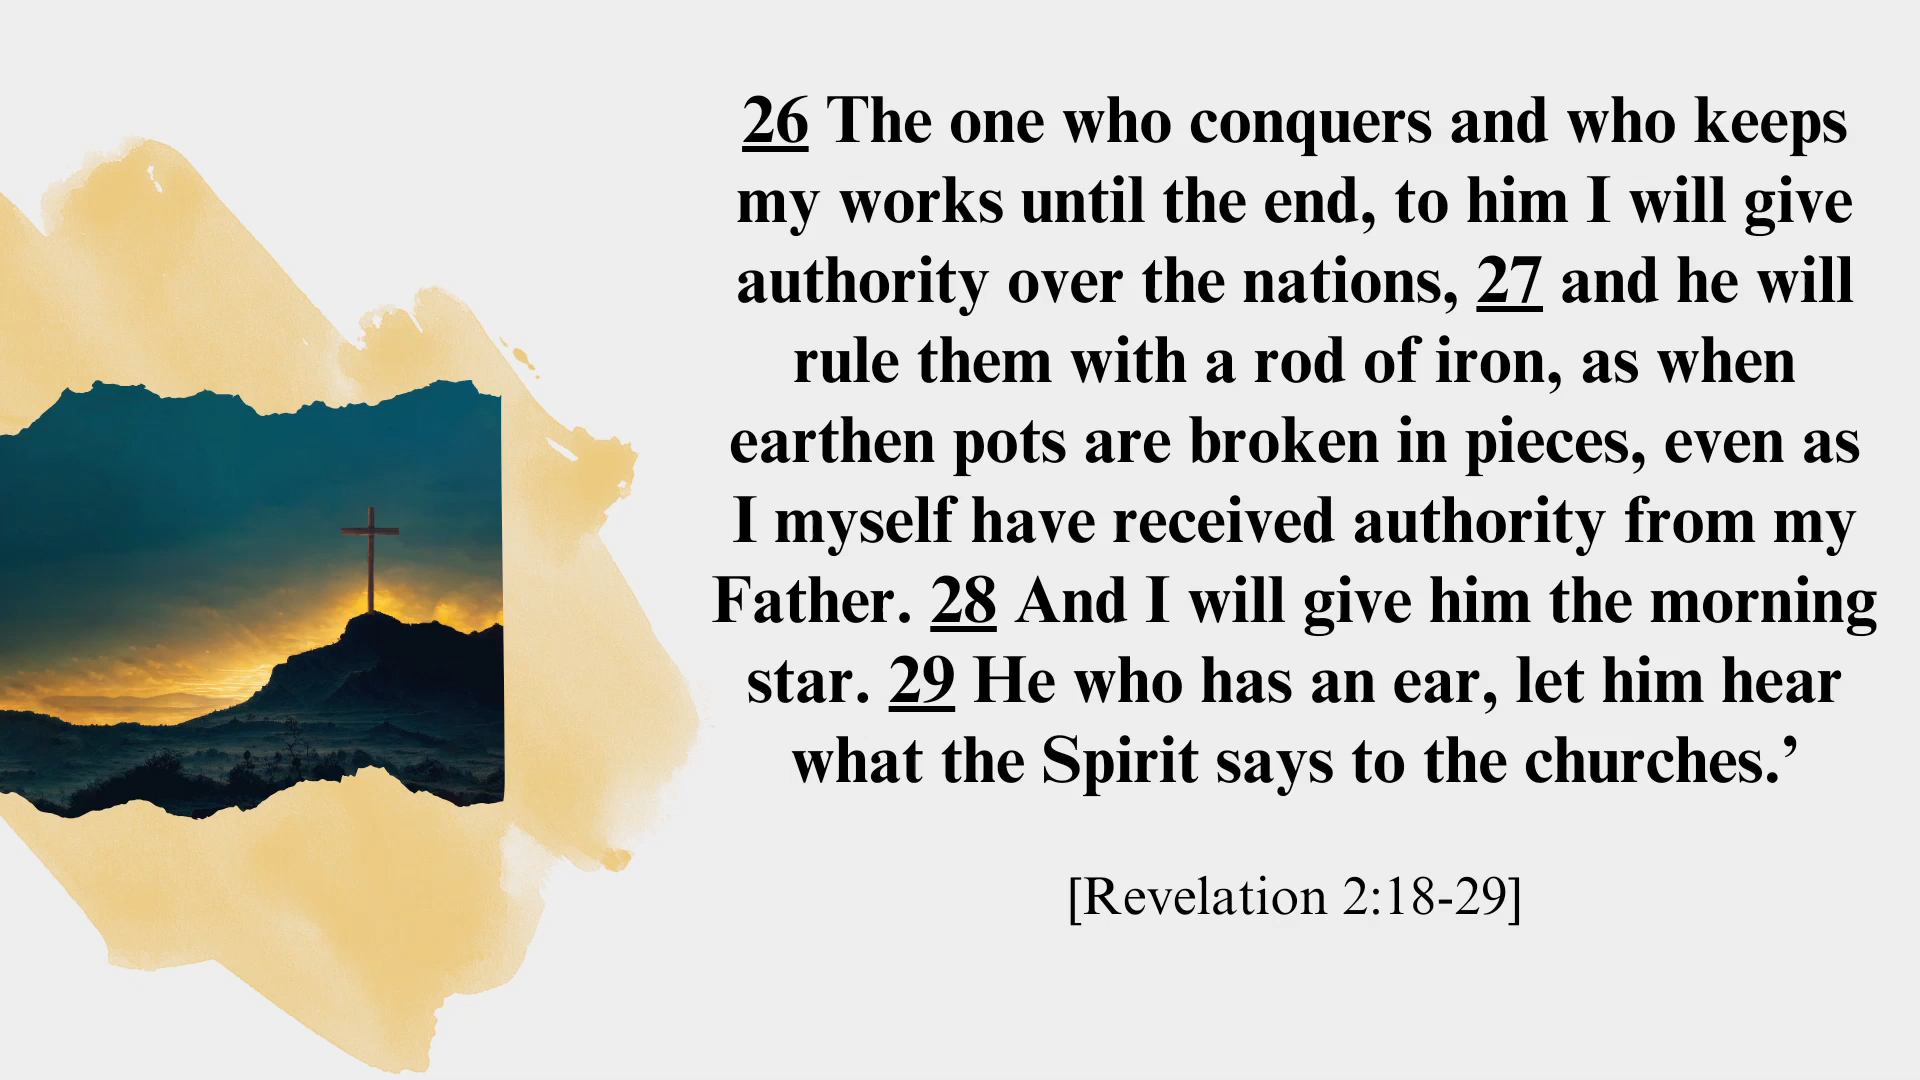 26 The one who conquers and who keeps
my works until the end, to him I will give
authority over the nations, 27 and he will
rule them with a rod of iron, as when
earthen pots are broken in pieces, even as
I myself have received authority from my
Father. 28 And I will give him the morning
star. 29 He who has an ear, let him hear
what the Spirit says to the churches.’
[Revelation 2:18-29]